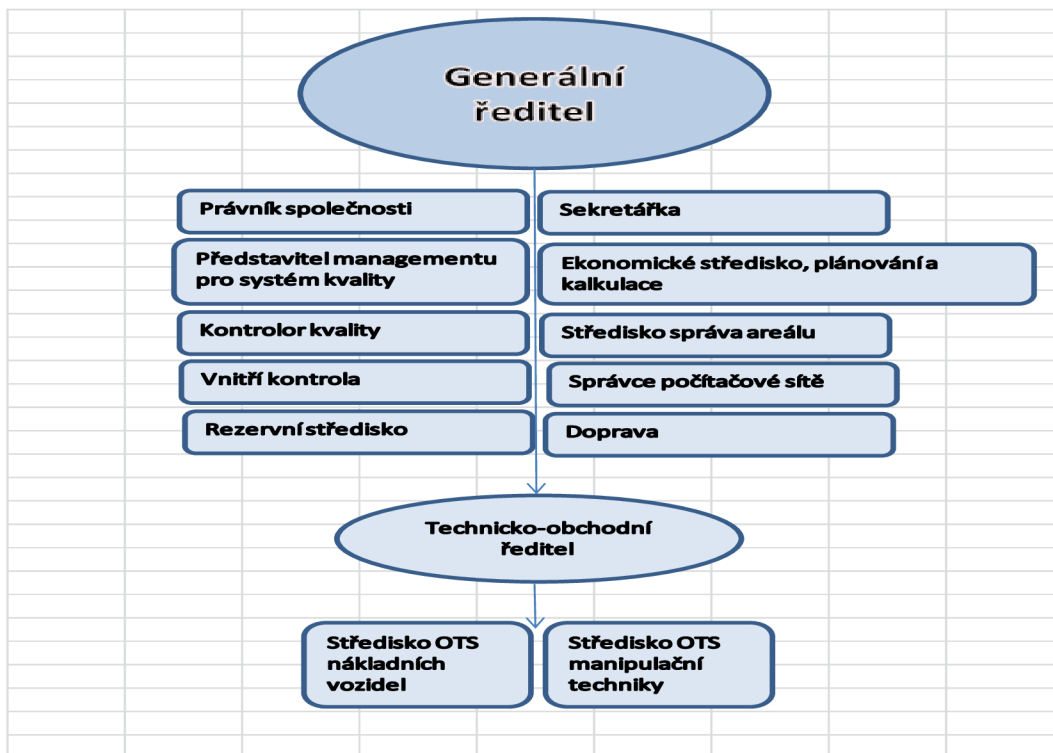 Generální
ředitel
Právník společnosti
Sekretářka
Představitel managementu
pro systém kvality
Ekonomické středisko, plánování a
kalkulace
Kontrolor kvality
Středisko správa areálu
Vnitří kontrola
Správce počítačové sítě
Rezervní středisko
Doprava
Technicko-obchodní
ředitel
Středisko OTS
nákladních
vozidel
Středisko OTS
manipulační
techniky